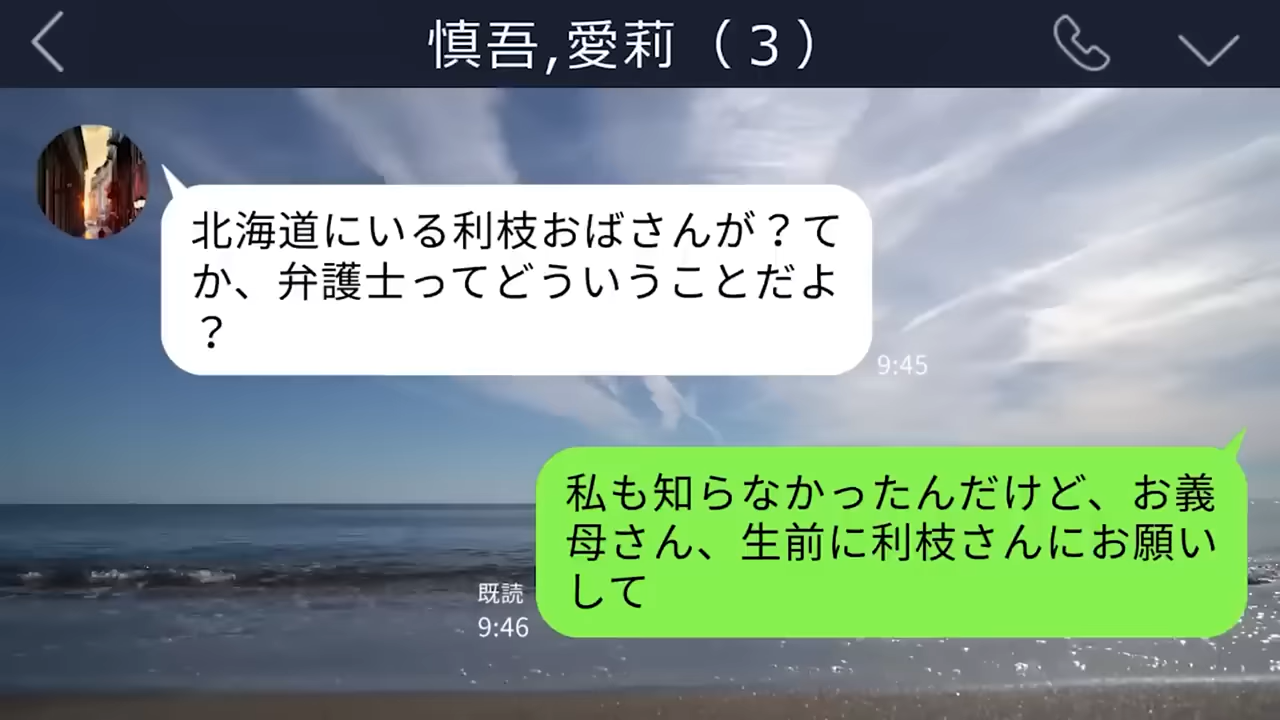 慎吾,愛莉（３）
北海道にいる利枝おばさんが？て
か、弁護士ってどういうことだよ
？
9:45
私も知らなかったんだけど、お義
母さん、生前に利枝さんにお願い
して
既読
9:46